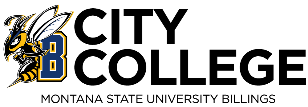 B
CITY
COLLEGE
MONTANA STATE UNIVERSITY BILLINGS